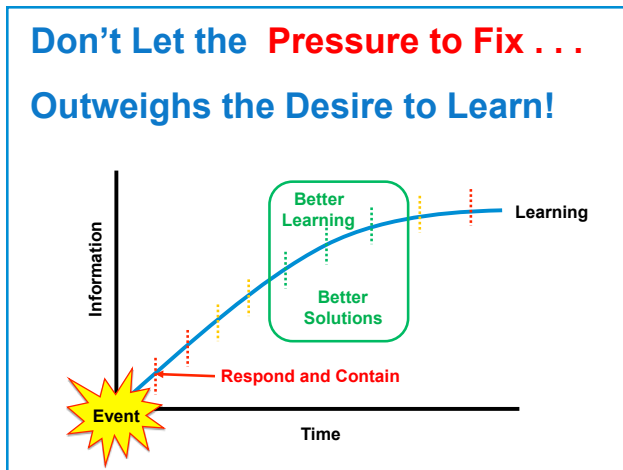 Don't Let the Pressure to Fix . . .
Outweighs the Desire to Learn!
Better
Learning
Learning
Information
Better
Solutions
Respond and Contain
Event
Time